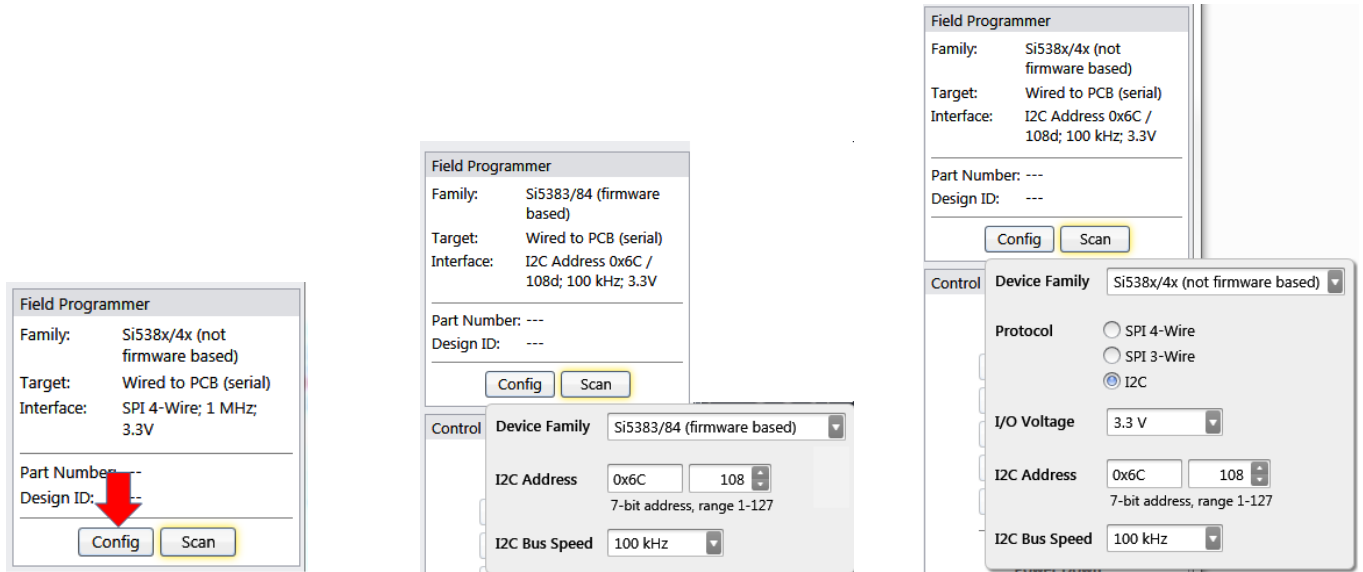 Field Programmer
Family: Si538x/4x (not
firmware based)
Target: Wired to PCB (serial)
Interface: SPI 4-Wire; 1 MHz;
3.3V
Part Number: ---
Design ID: ---
Config Scan
Field Programmer
Family: Si5383/84 (firmware
based)
Target: Wired to PCB (serial)
Interface: I2C Address 0x6C /
108d; 100 kHz; 3.3V
Part Number: ---
Design ID: ---
Config Scan
Control
Device Family Si5383/84 (firmware based)
I2C Address 0x6C 108
7-bit address, range 1-127
I2C Bus Speed 100 kHz
Field Programmer
Family: Si538x/4x (not
firmware based)
Target: Wired to PCB (serial)
Interface: I2C Address 0x6C /
108d; 100 kHz; 3.3V
Part Number: ---
Design ID: ---
Config Scan
Control
Device Family Si538x/4x (not firmware based)
Protocol SPI 4-Wire
SPI 3-Wire
I2C
I/O Voltage 3.3 V
I2C Address 0x6C 108
7-bit address, range 1-127
I2C Bus Speed 100 kHz